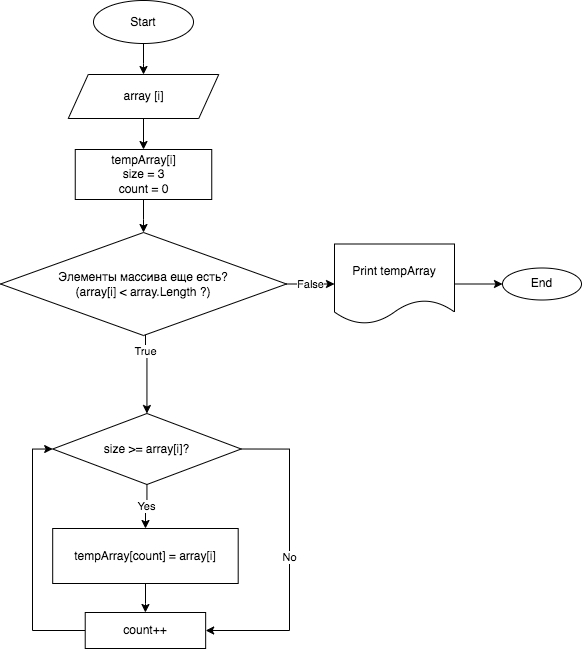 Start
array [i]
tempArray[i]
size = 3
count = 0
Элементы массива еще есть?
(array[i] < array.Length ?)
False
Print tempArray
End
True
size >= array[i]?
Yes
tempArray[count] = array[i]
No
count++